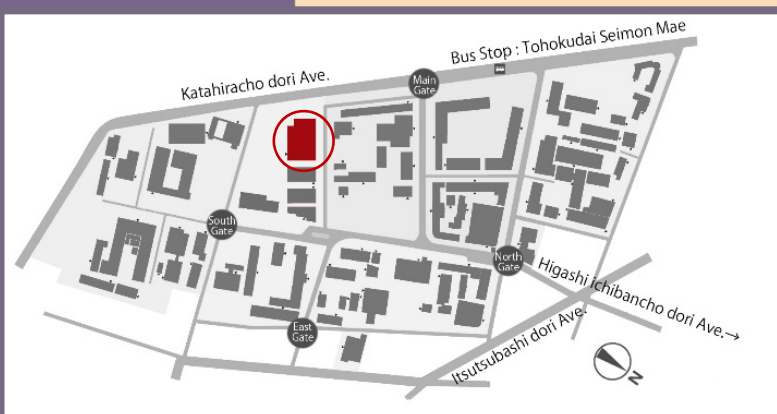 Bus Stop : Tohokudai Seimon Mae
Katahiracho dori Ave.
Main
Gate
South
Gate
North
Gate
Higashi ichibancho dori Ave.→
East
Gate
Itsutsubashi dori Ave.
N